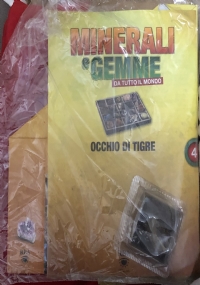 MINERALI
e GEMME
DA TUTTO IL MONDO
OCCHIO DI TIGRE
4